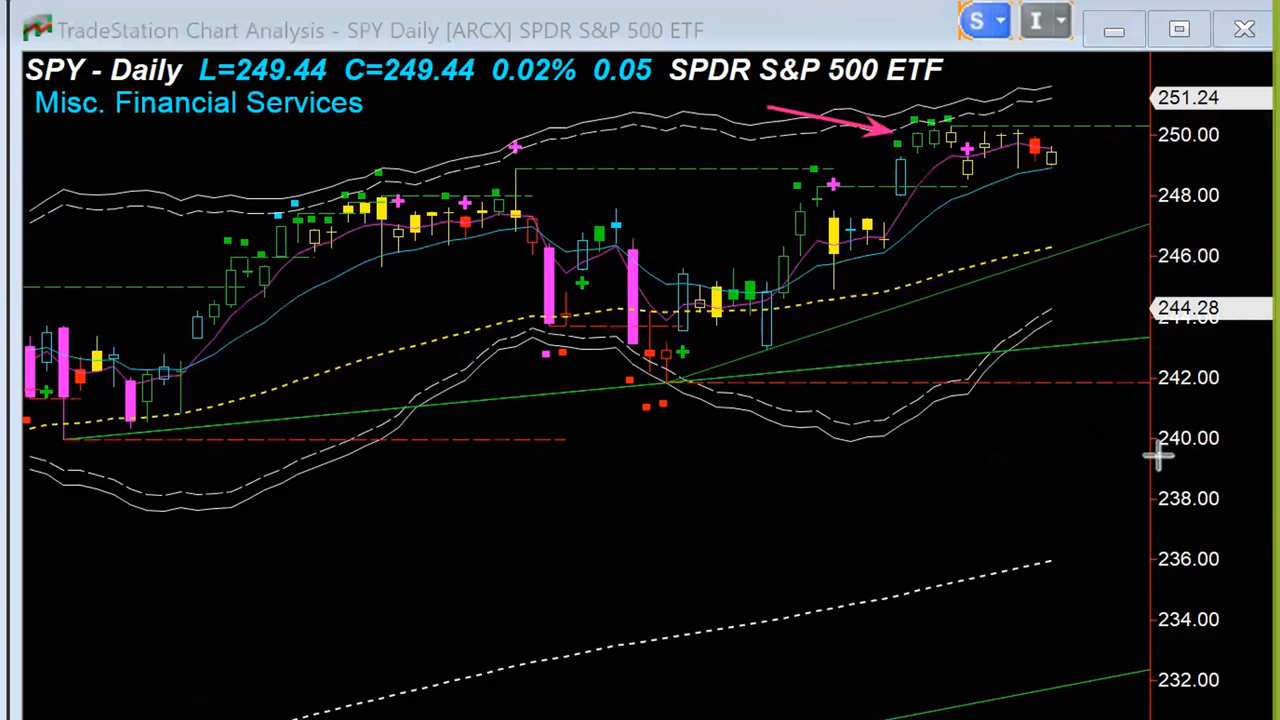 TradeStation Chart Analysis - SPY Daily [ARCX] SPDR S&P 500 ETF
S I
SPY - Daily L=249.44 C=249.44 0.02% 0.05 SPDR S&P 500 ETF
Misc. Financial Services
251.24
250.00
248.00
246.00
244.28
242.00
240.00
238.00
236.00
234.00
232.00